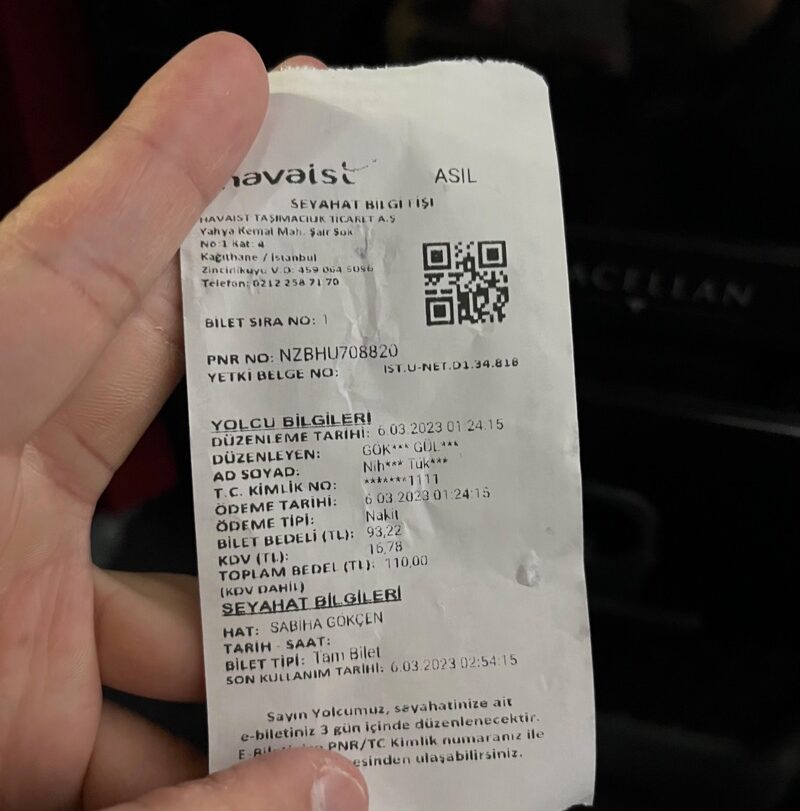 havaist
ASIL
SEYAHAT BİLGİ FİŞİ
HAVAIST TAŞIMACILIK TİCARET A.Ş
Yahya Kemal Mah. Şair Sok
No:1 Kat: 4
Kağıthane / İstanbul
Zincirlikuyu V.D: 459 064 5096
Telefon: 0212 258 71 70
BİLET SIRA NO: 1
PNR NO: NZBHU708820
YETKİ BELGE NO: IST.U-NET.D1.34.818
YOLCU BİLGİLERİ
DÜZENLEME TARİHİ: 6.03.2023 01:24:15
DÜZENLEYEN: GÖK*** GÜL***
AD SOYAD: Nih*** Tük***
T.C. KİMLİK NO: *******1111
ÖDEME TARİHİ: 6.03.2023 01:24:15
ÖDEME TİPİ: Nakit
BİLET BEDELİ (TL): 93,22
KDV (TL): 16,78
TOPLAM BEDEL (TL): 110,00
(KDV DAHİL)
SEYAHAT BİLGİLERİ
HAT: SABİHA GÖKÇEN
TARİH - SAAT:
BİLET TİPİ: Tam Bilet
SON KULLANIM TARİHİ: 6.03.2023 02:54:15
Sayın Yolcumuz, seyahatinize ait
e-biletiniz 3 gün içinde düzenlenecektir.
PNR/TC Kimlik numaranız ile
esinden ulaşabilirsiniz.
ACELLAN